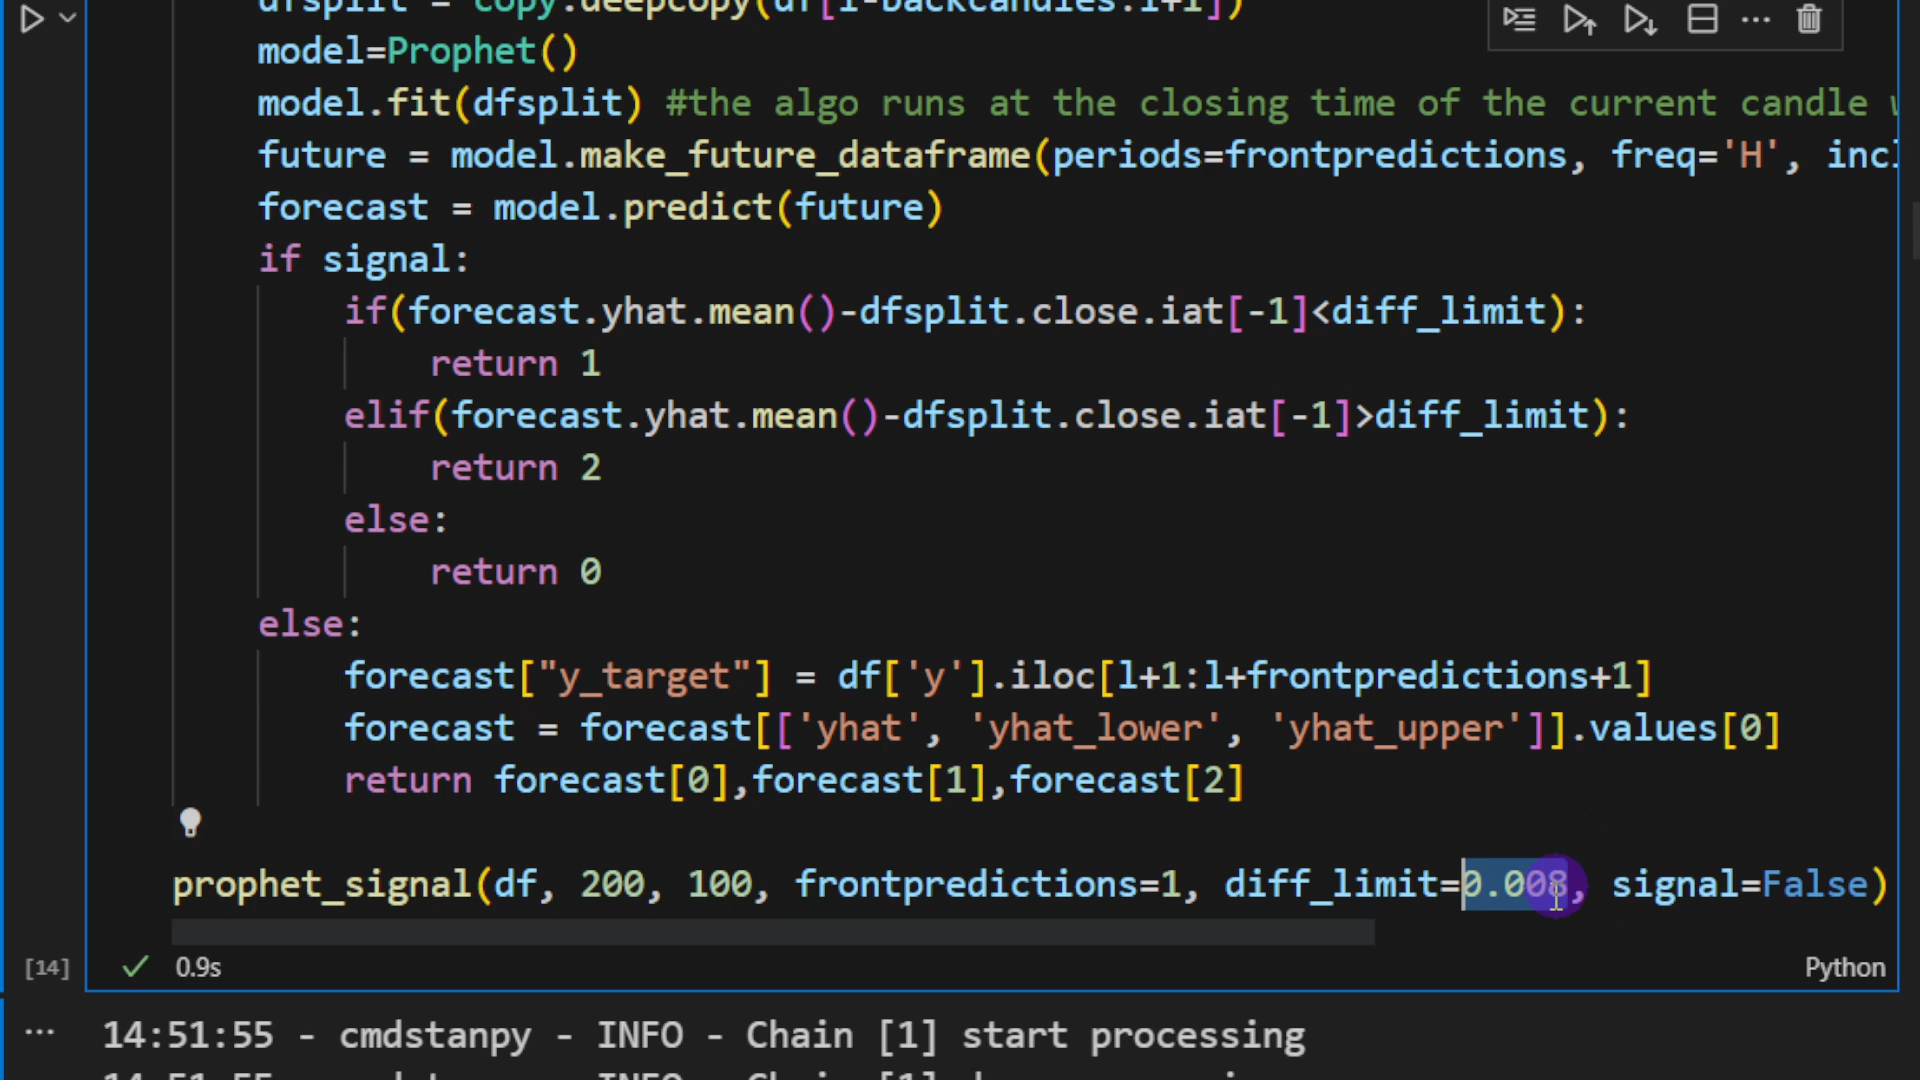 dfsplit = copy.deepcopy(df[l-backcandles:l+1])
model=Prophet()
model.fit(dfsplit) #the algo runs at the closing time of the current candle
future = model.make_future_dataframe(periods=frontpredictions, freq='H', incl
forecast = model.predict(future)
if signal:
if(forecast.yhat.mean()-dfsplit.close.iat[-1]<diff_limit):
return 1
elif(forecast.yhat.mean()-dfsplit.close.iat[-1]>diff_limit):
return 2
else:
return 0
else:
forecast["y_target"] = df['y'].iloc[l+1:l+frontpredictions+1]
forecast = forecast[['yhat', 'yhat_lower', 'yhat_upper']].values[0]
return forecast[0],forecast[1],forecast[2]
prophet_signal(df, 200, 100, frontpredictions=1, diff_limit=0.008, signal=False)
[14] 0.9s Python
14:51:55 - cmdstanpy - INFO - Chain [1] start processing